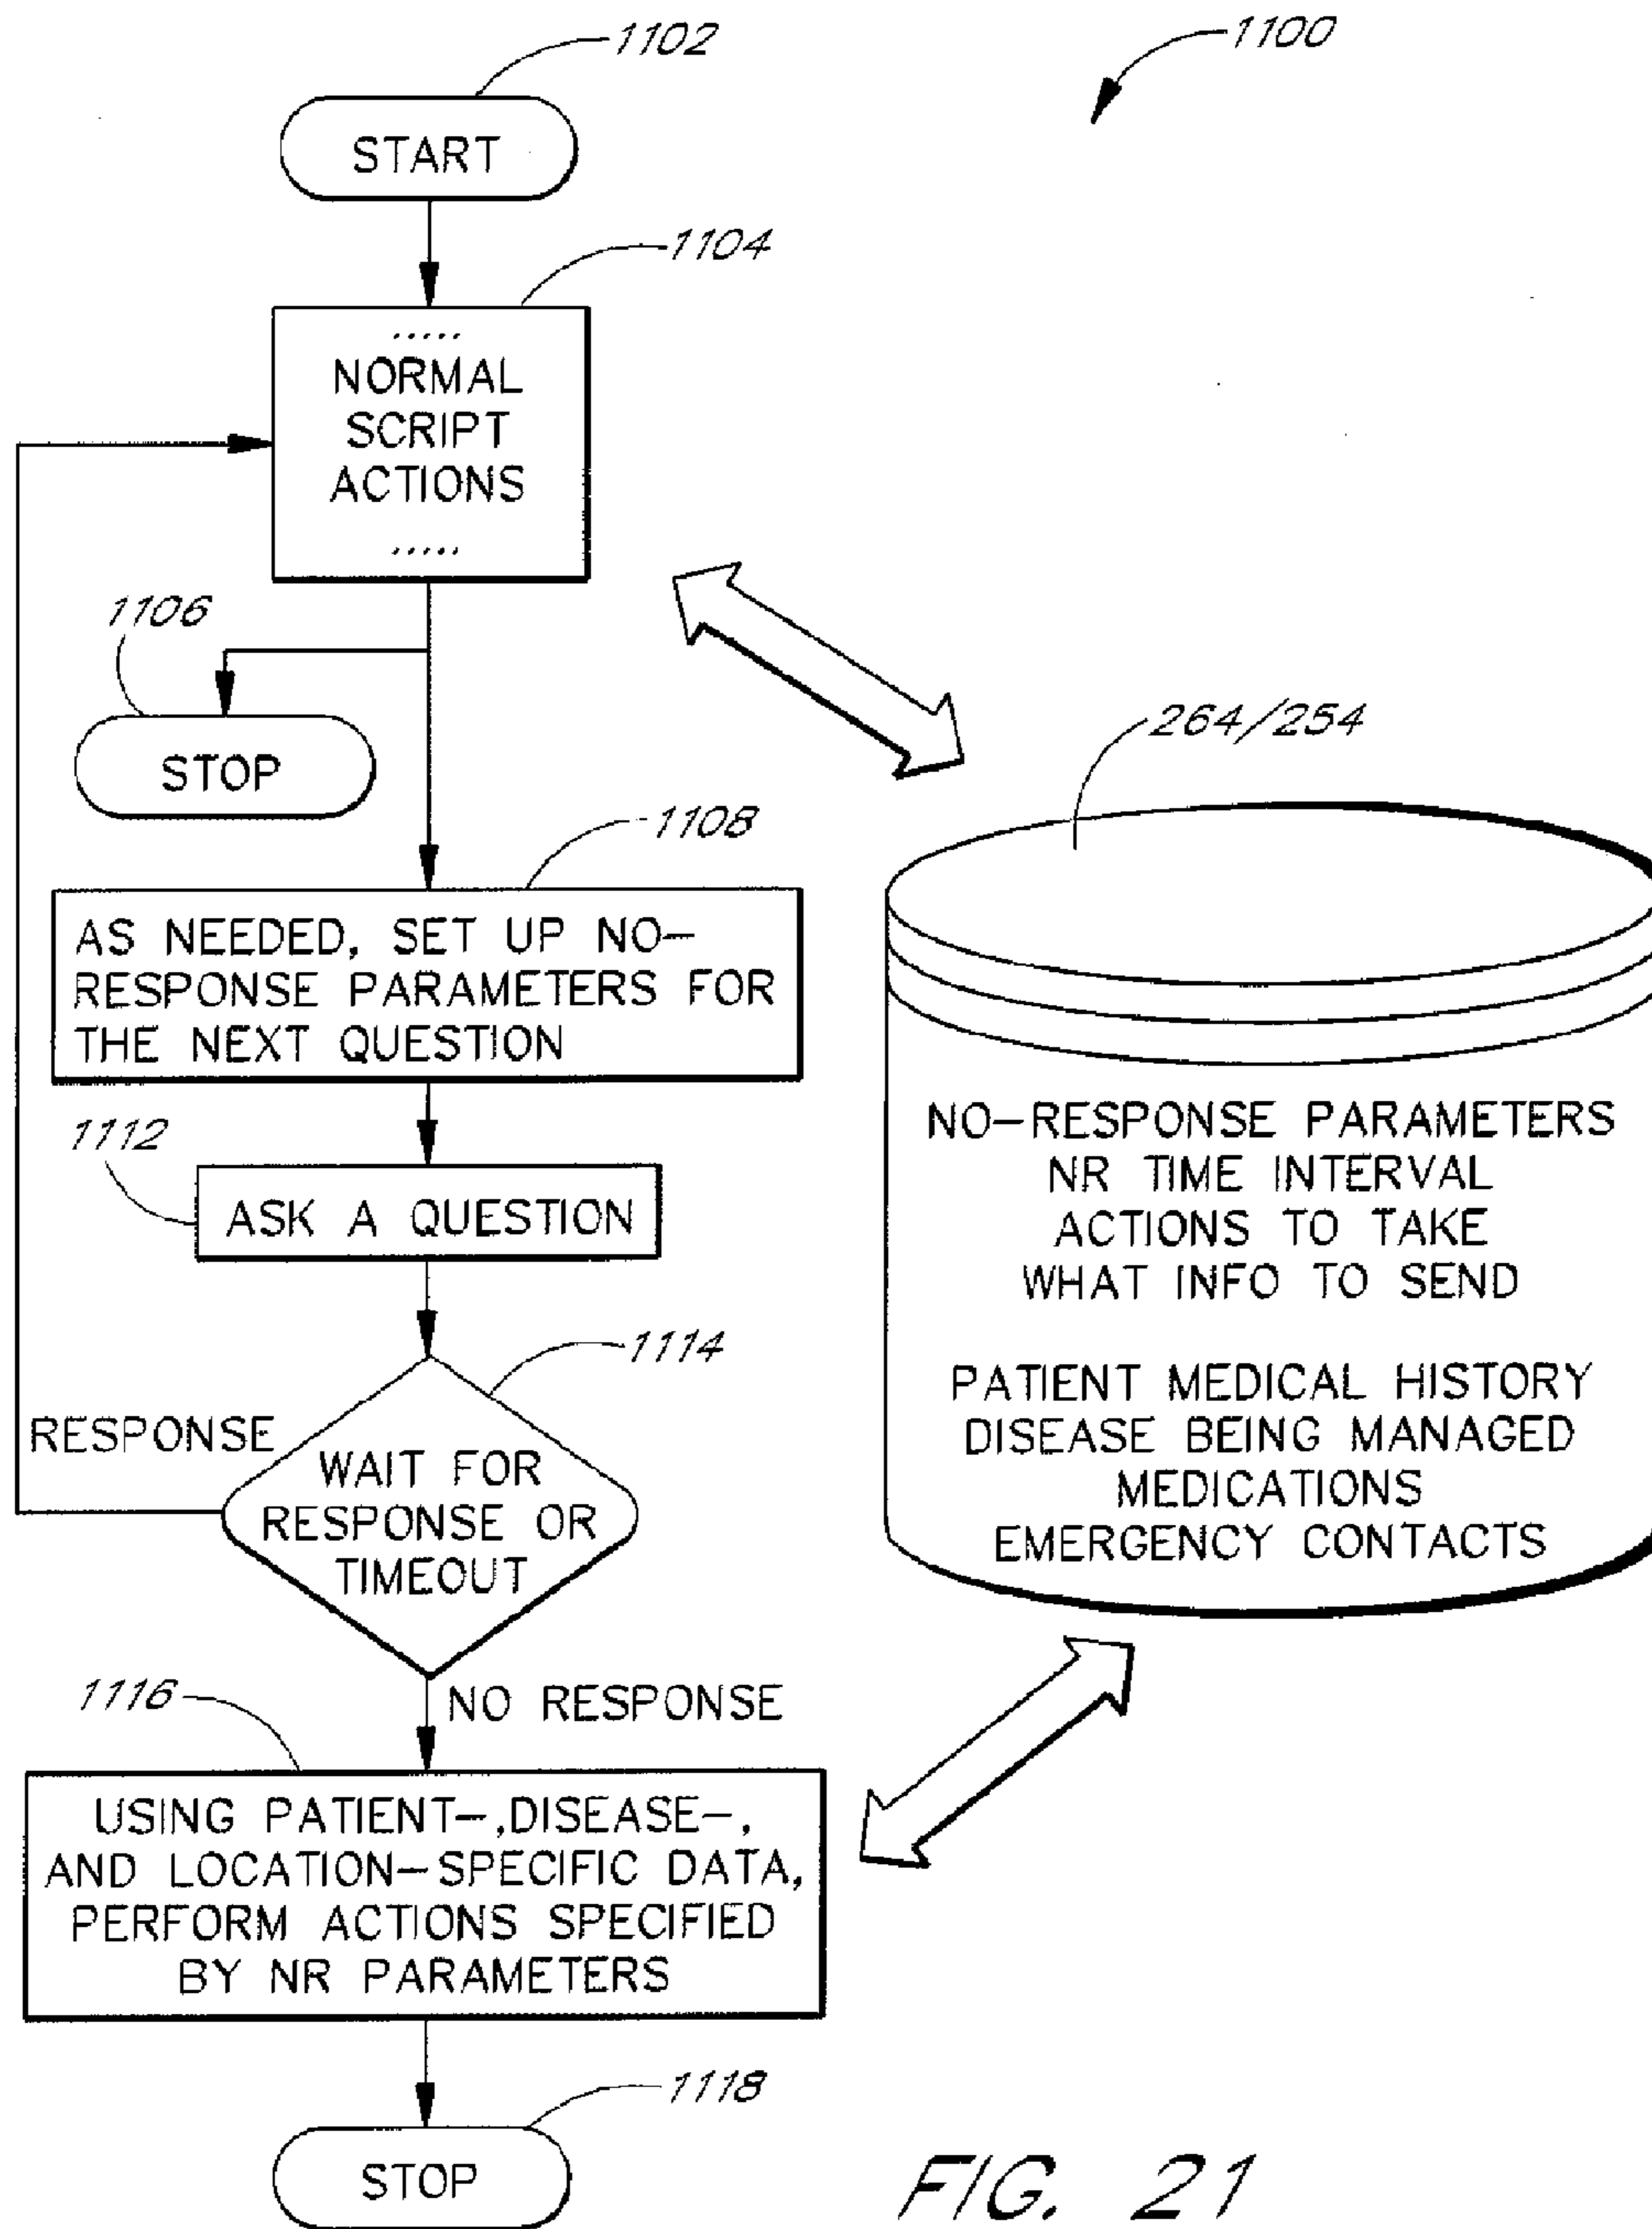 1102
1100
START
1104
.....
NORMAL
SCRIPT
ACTIONS
.....
1106
STOP
264/254
1108
AS NEEDED, SET UP NO-
RESPONSE PARAMETERS FOR
THE NEXT QUESTION
1112
ASK A QUESTION
1114
RESPONSE
WAIT FOR
RESPONSE OR
TIMEOUT
NO-RESPONSE PARAMETERS
NR TIME INTERVAL
ACTIONS TO TAKE
WHAT INFO TO SEND
PATIENT MEDICAL HISTORY
DISEASE BEING MANAGED
MEDICATIONS
EMERGENCY CONTACTS
1116
NO RESPONSE
USING PATIENT-,DISEASE-,
AND LOCATION-SPECIFIC DATA,
PERFORM ACTIONS SPECIFIED
BY NR PARAMETERS
1118
STOP
FIG. 21